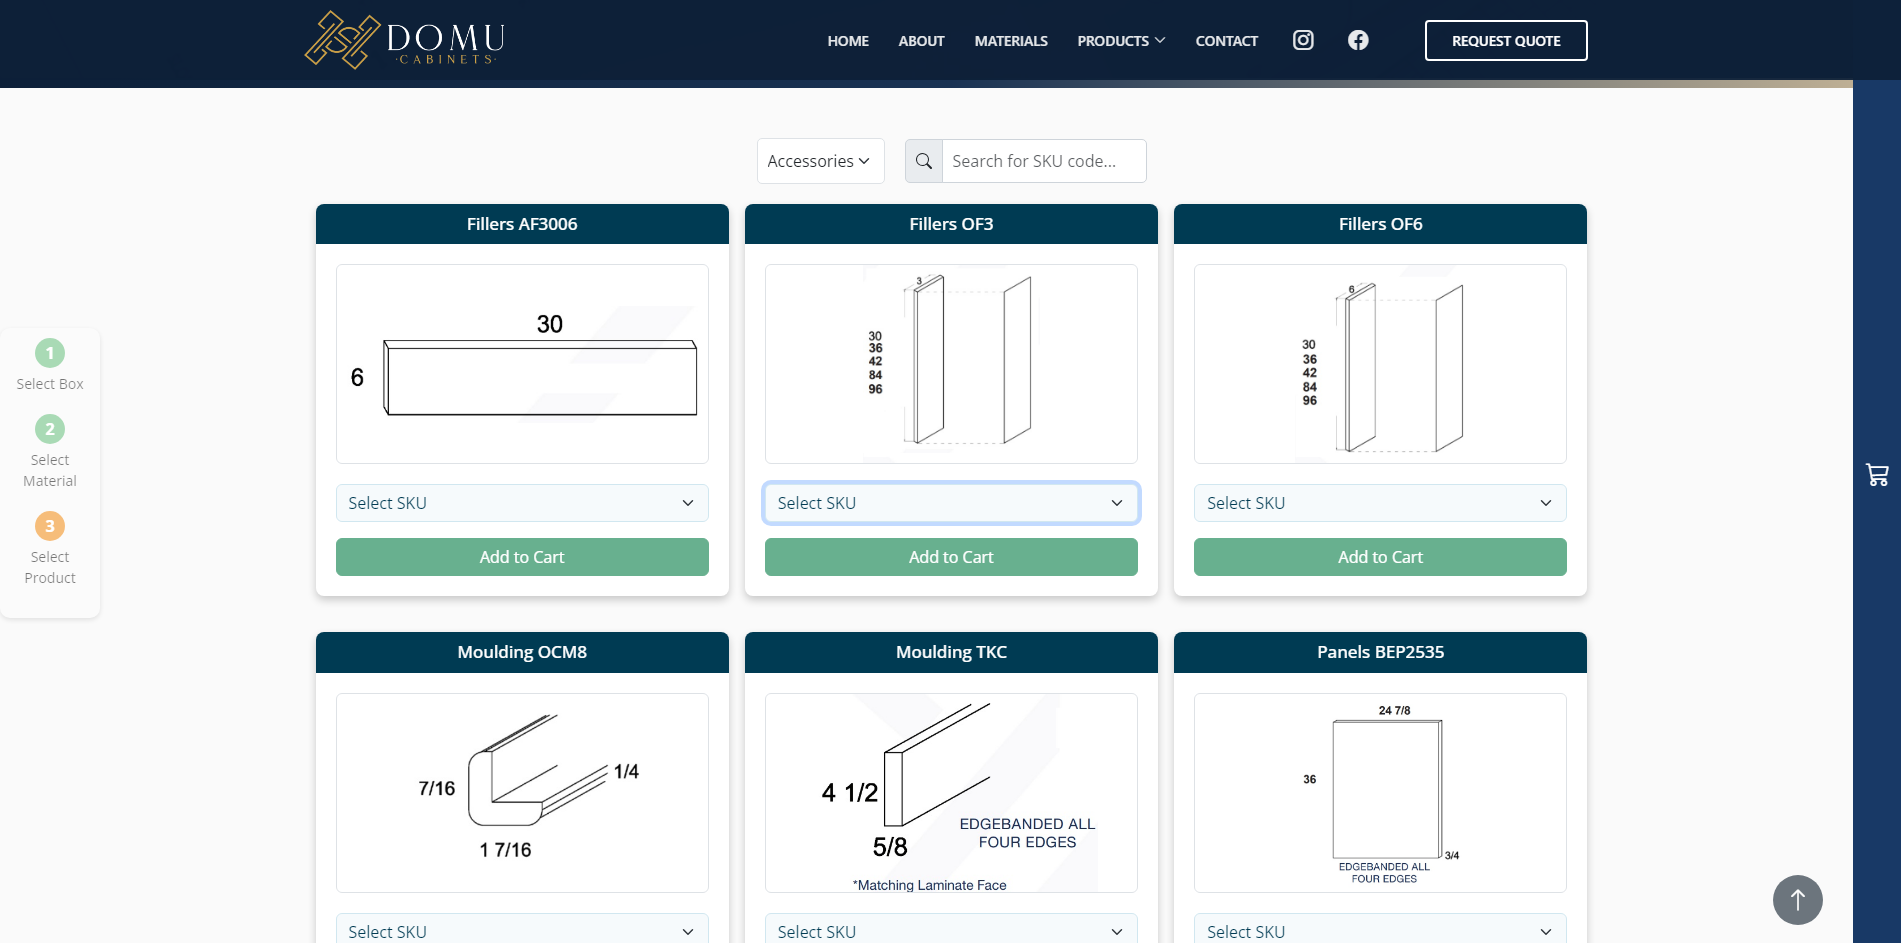 DOMU
·CABINETS·
HOME
ABOUT
MATERIALS
PRODUCTS
CONTACT
REQUEST QUOTE
Accessories
Search for SKU code...
1
Select Box
2
Select
Material
3
Select
Product
Fillers AF3006
30
6
Select SKU
Add to Cart
Fillers OF3
3
30
36
42
84
96
Select SKU
Add to Cart
Fillers OF6
6
30
36
42
84
96
Select SKU
Add to Cart
Moulding OCM8
7/16
1/4
1 7/16
Select SKU
Moulding TKC
4 1/2
5/8
EDGEBANDED ALL
FOUR EDGES
*Matching Laminate Face
Select SKU
Panels BEP2535
24 7/8
36
3/4
EDGEBANDED ALL
FOUR EDGES
Select SKU